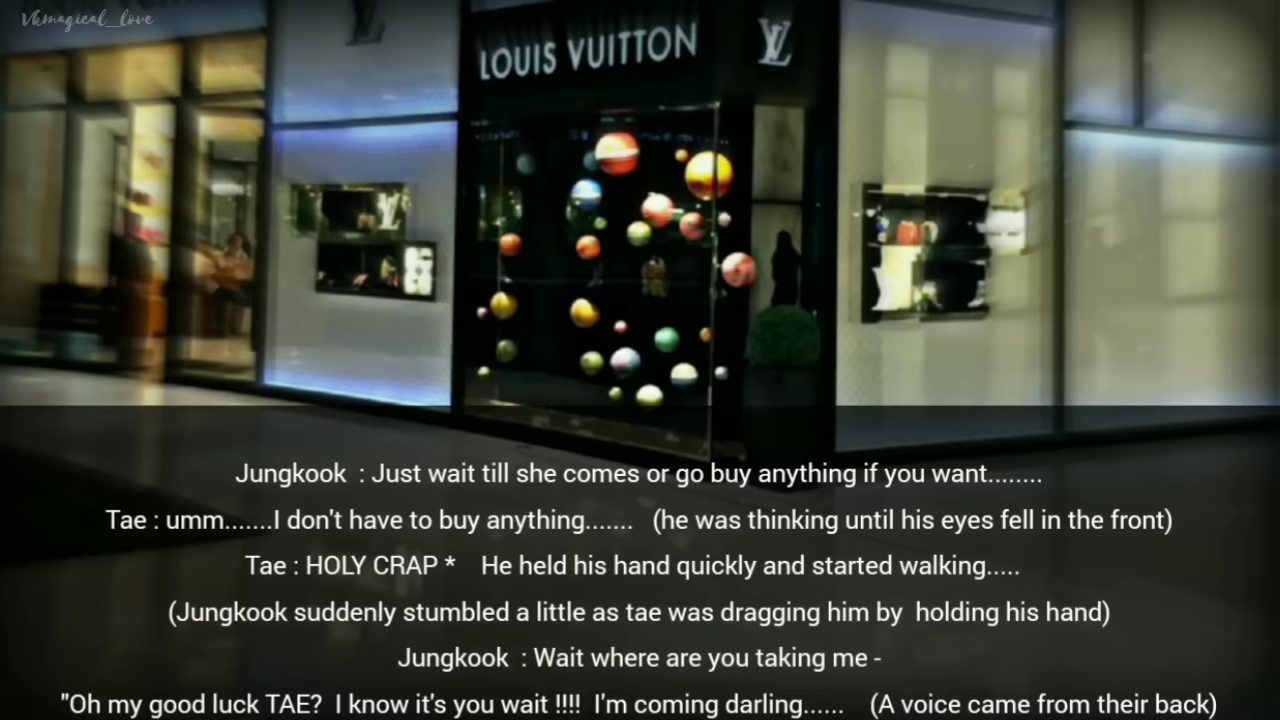 Vkmagical_love
LOUIS VUITTON
LV
Jungkook  : Just wait till she comes or go buy anything if you want........
Tae : umm.......I don't have to buy anything.......   (he was thinking until his eyes fell in the front)
Tae : HOLY CRAP *    He held his hand quickly and started walking.....
(Jungkook suddenly stumbled a little as tae was dragging him by  holding his hand)
Jungkook  : Wait where are you taking me -
"Oh my good luck TAE?  I know it's you wait !!!!  I'm coming darling......    (A voice came from their back)